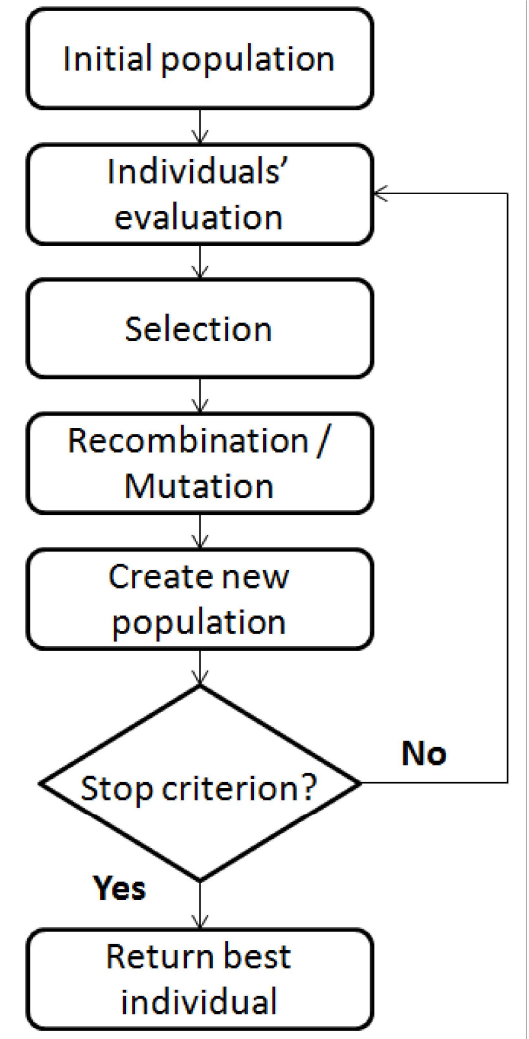 Initial population
Individuals’
evaluation
Selection
Recombination /
Mutation
Create new
population
Stop criterion?
No
Yes
Return best
individual